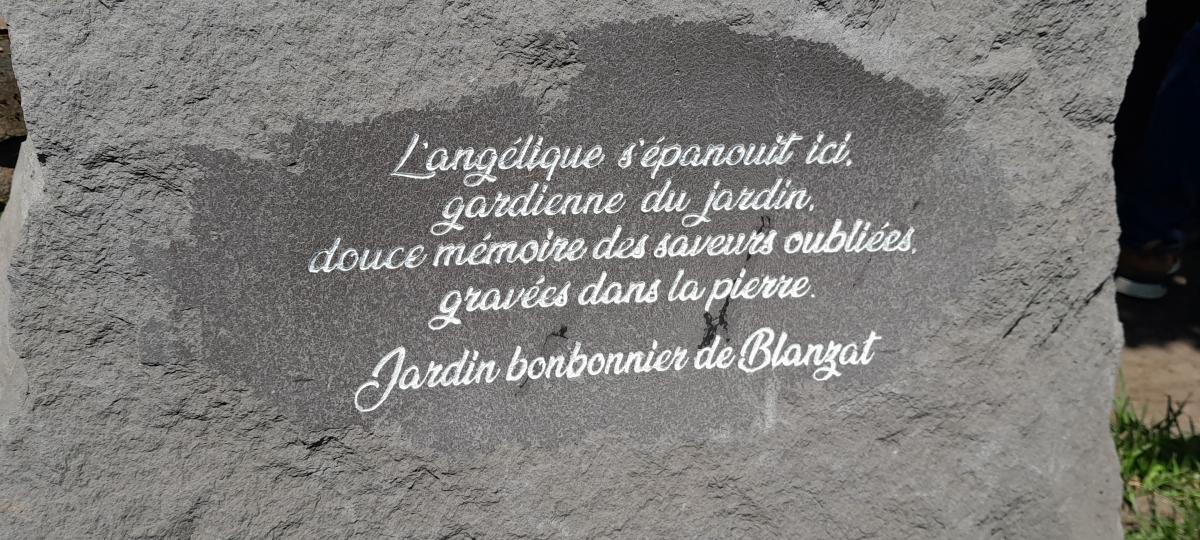 L'angélique s'épanouit ici,
gardienne du jardin,
douce mémoire des saveurs oubliées,
gravées dans la pierre.
Jardin bonbonnier de Blanzat